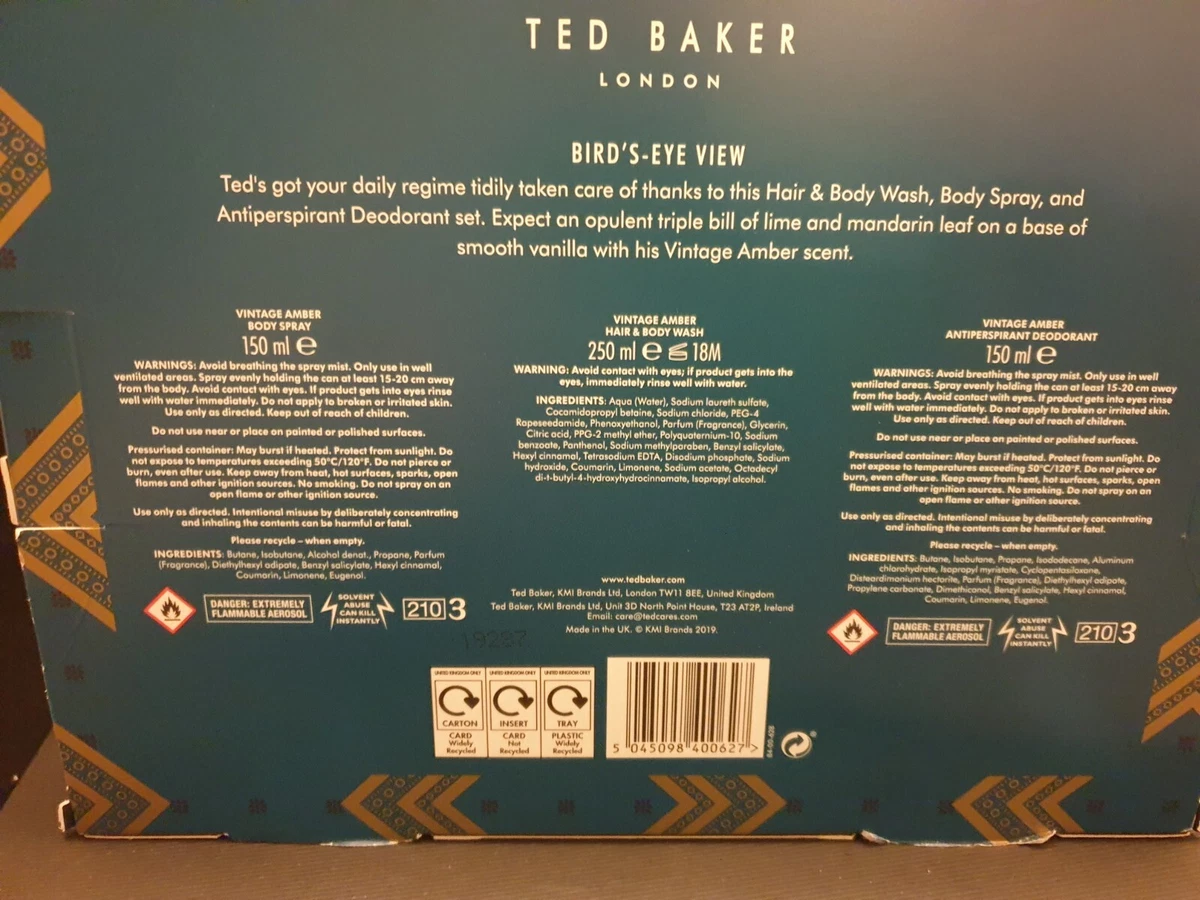 TED BAKER
LONDON
BIRD'S-EYE VIEW
Ted's got your daily regime tidily taken care of thanks to this Hair & Body Wash, Body Spray, and
Antiperspirant Deodorant set. Expect an opulent triple bill of lime and mandarin leaf on a base of
smooth vanilla with his Vintage Amber scent.
VINTAGE AMBER
BODY SPRAY
150 ml e
WARNINGS: Avoid breathing the spray mist. Only use in well
ventilated areas. Spray evenly holding the can at least 15-20 cm away
from the body. Avoid contact with eyes. If product gets into eyes rinse
well with water immediately. Do not apply to broken or irritated skin.
Use only as directed. Keep out of reach of children.
Do not use near or place on painted or polished surfaces.
Pressurised container: May burst if heated. Protect from sunlight. Do
not expose to temperatures exceeding 50°C/120°F. Do not pierce or
burn, even after use. Keep away from heat, hot surfaces, sparks, open
flames and other ignition sources. No smoking. Do not spray on an
open flame or other ignition source.
Use only as directed. Intentional misuse by deliberately concentrating
and inhaling the contents can be harmful or fatal.
Please recycle – when empty.
INGREDIENTS: Butane, Isobutane, Alcohol denat., Propane, Parfum
(Fragrance), Diethylhexyl adipate, Benzyl salicylate, Hexyl cinnamal,
Coumarin, Limonene, Eugenol.
DANGER: EXTREMELY
FLAMMABLE AEROSOL
SOLVENT
ABUSE
CAN KILL
INSTANTLY
210 3
VINTAGE AMBER
HAIR & BODY WASH
250 ml e 18M
WARNING: Avoid contact with eyes; if product gets into the
eyes, immediately rinse well with water.
INGREDIENTS: Aqua (Water), Sodium laureth sulfate,
Cocamidopropyl betaine, Sodium chloride, PEG-4
Rapeseedamide, Phenoxyethanol, Parfum (Fragrance), Glycerin,
Citric acid, PPG-2 methyl ether, Polyquaternium-10, Sodium
benzoate, Panthenol, Sodium methylparaben, Benzyl salicylate,
Hexyl cinnamal, Tetrasodium EDTA, Disodium phosphate, Sodium
hydroxide, Coumarin, Limonene, Sodium acetate, Octadecyl
di-t-butyl-4-hydroxyhydrocinnamate, Isopropyl alcohol.
www.tedbaker.com
Ted Baker, KMI Brands Ltd, London TW11 8EE, United Kingdom
Ted Baker, KMI Brands Ltd, Unit 3D North Point House, T23 AT2P, Ireland
Email: care@tedcares.com
Made in the UK. © KMI Brands 2019.
VINTAGE AMBER
ANTIPERSPIRANT DEODORANT
150 ml e
WARNINGS: Avoid breathing the spray mist. Only use in well
ventilated areas. Spray evenly holding the can at least 15-20 cm away
from the body. Avoid contact with eyes. If product gets into eyes rinse
well with water immediately. Do not apply to broken or irritated skin.
Use only as directed. Keep out of reach of children.
Do not use near or place on painted or polished surfaces.
Pressurised container: May burst if heated. Protect from sunlight. Do
not expose to temperatures exceeding 50°C/120°F. Do not pierce or
burn, even after use. Keep away from heat, hot surfaces, sparks, open
flames and other ignition sources. No smoking. Do not spray on an
open flame or other ignition source.
Use only as directed. Intentional misuse by deliberately concentrating
and inhaling the contents can be harmful or fatal.
Please recycle – when empty.
INGREDIENTS: Butane, Isobutane, Propane, Isododecane, Aluminum
chlorohydrate, Isopropyl myristate, Cyclopentasiloxane,
Disteardimonium hectorite, Parfum (Fragrance), Diethylhexyl adipate,
Propylene carbonate, Dimethiconol, Benzyl salicylate, Hexyl cinnamal,
Coumarin, Limonene, Eugenol.
DANGER: EXTREMELY
FLAMMABLE AEROSOL
SOLVENT
ABUSE
CAN KILL
INSTANTLY
210 3
UNITED KINGDOM ONLY
CARTON
CARD
Widely
Recycled
UNITED KINGDOM ONLY
INSERT
CARD
Not
Recycled
UNITED KINGDOM ONLY
TRAY
PLASTIC
Widely
Recycled
5 045098 400627 >